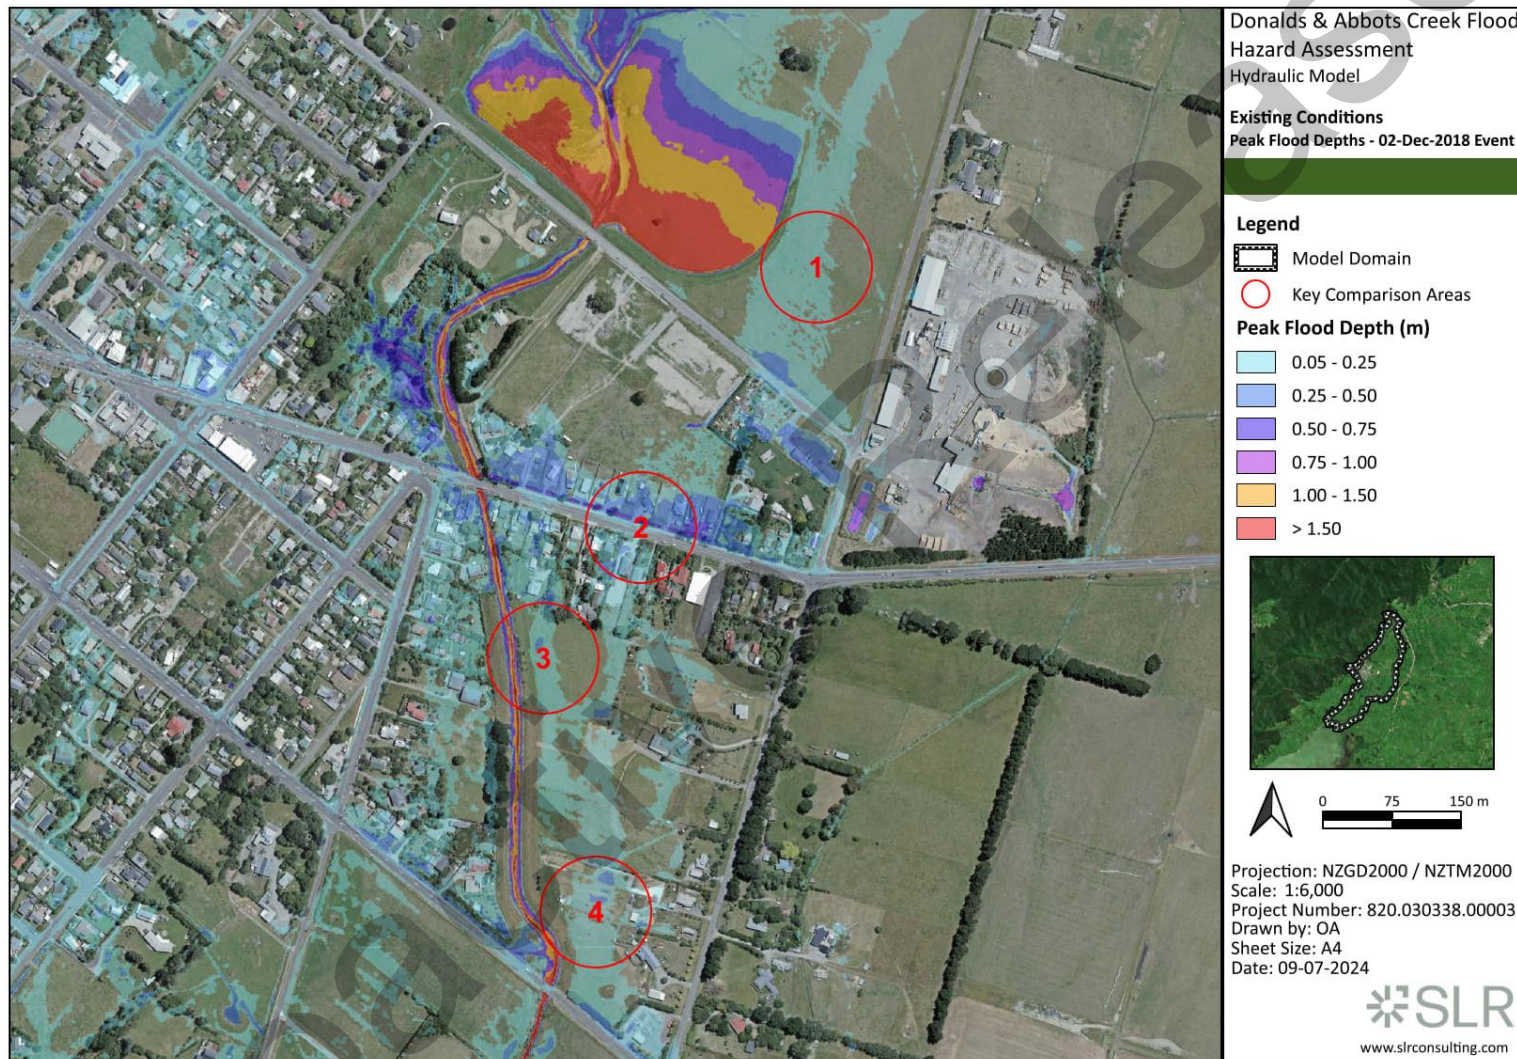 Donalds & Abbots Creek Flood
Hazard Assessment
Hydraulic Model
Existing Conditions
Peak Flood Depths - 02-Dec-2018 Event
Legend
Model Domain
Key Comparison Areas
Peak Flood Depth (m)
0.05 - 0.25
0.25 - 0.50
0.50 - 0.75
0.75 - 1.00
1.00 - 1.50
> 1.50
0 75 150 m
Projection: NZGD2000 / NZTM2000
Scale: 1:6,000
Project Number: 820.030338.00003
Drawn by: OA
Sheet Size: A4
Date: 09-07-2024
SLR
www.slrconsulting.com
1
2
3
4